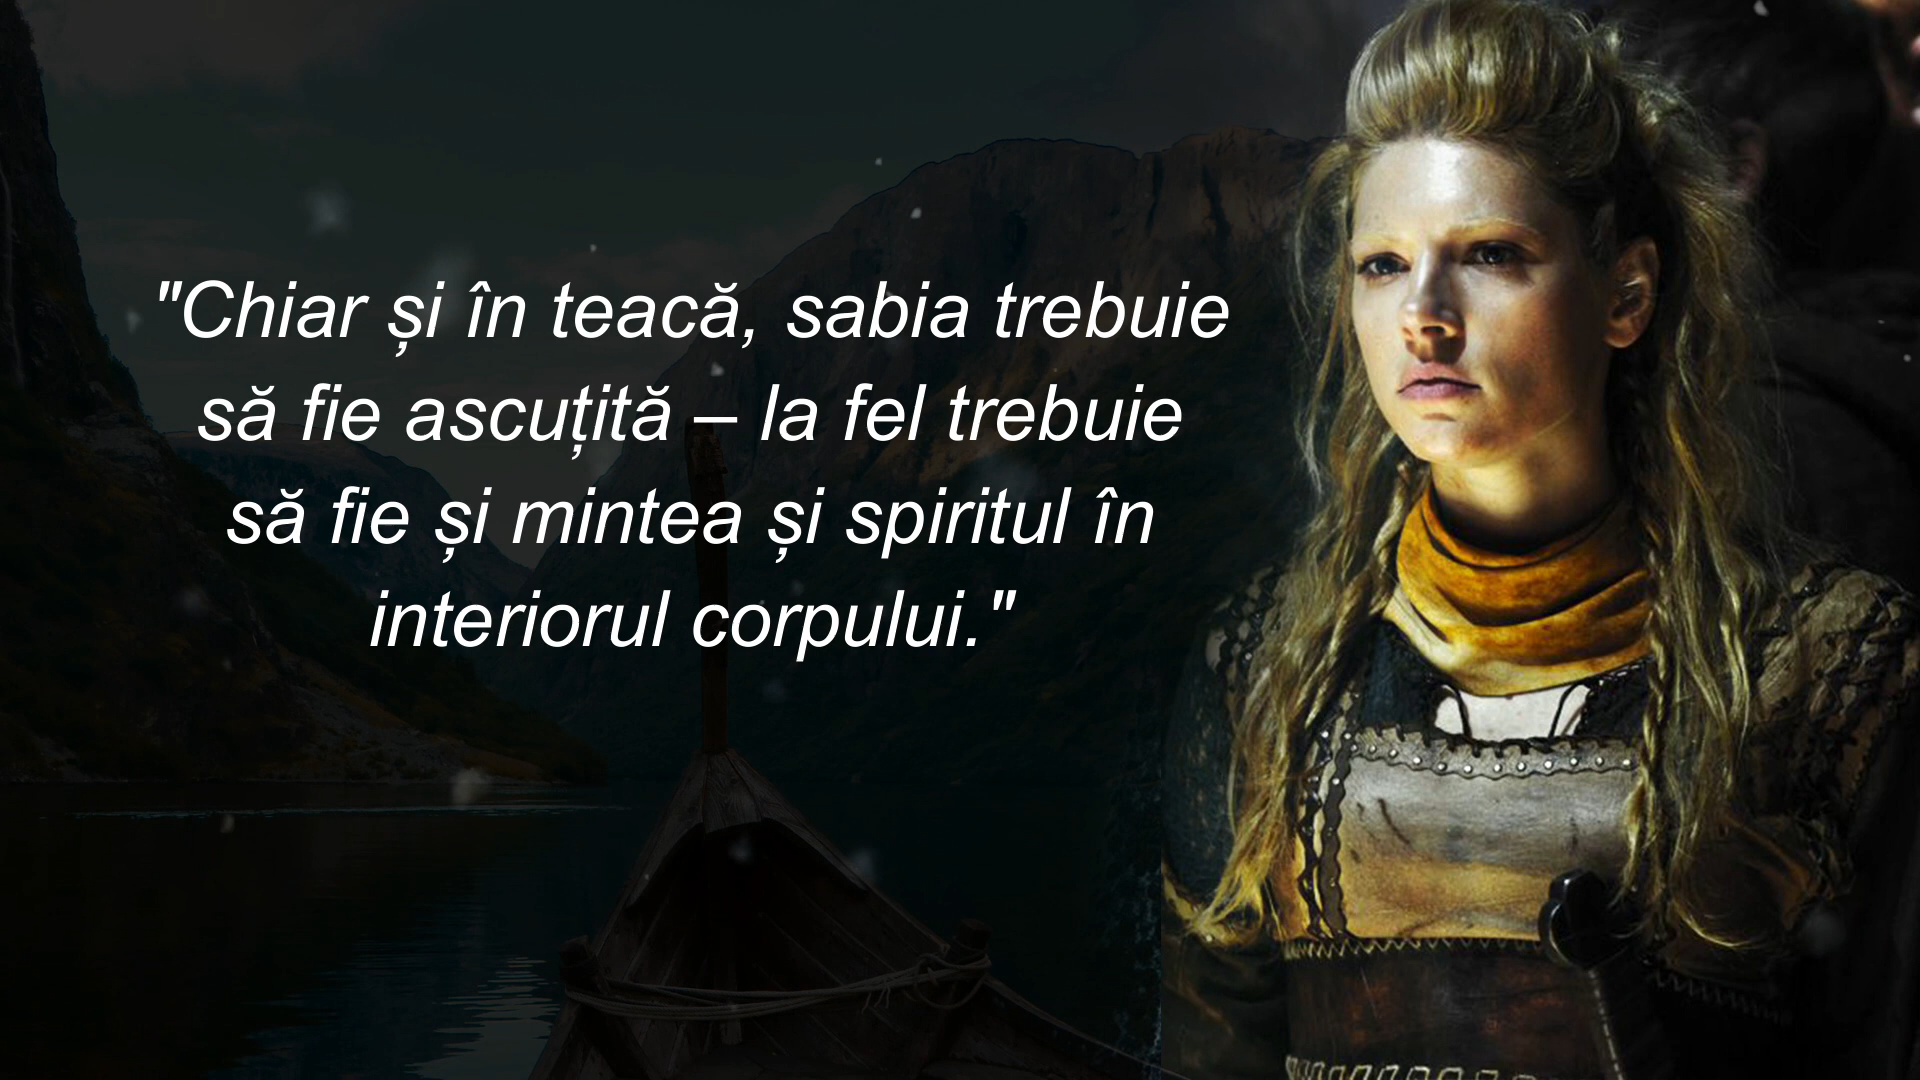 "Chiar și în teacă, sabia trebuie
să fie ascuțită – la fel trebuie
să fie și mintea și spiritul în
interiorul corpului."